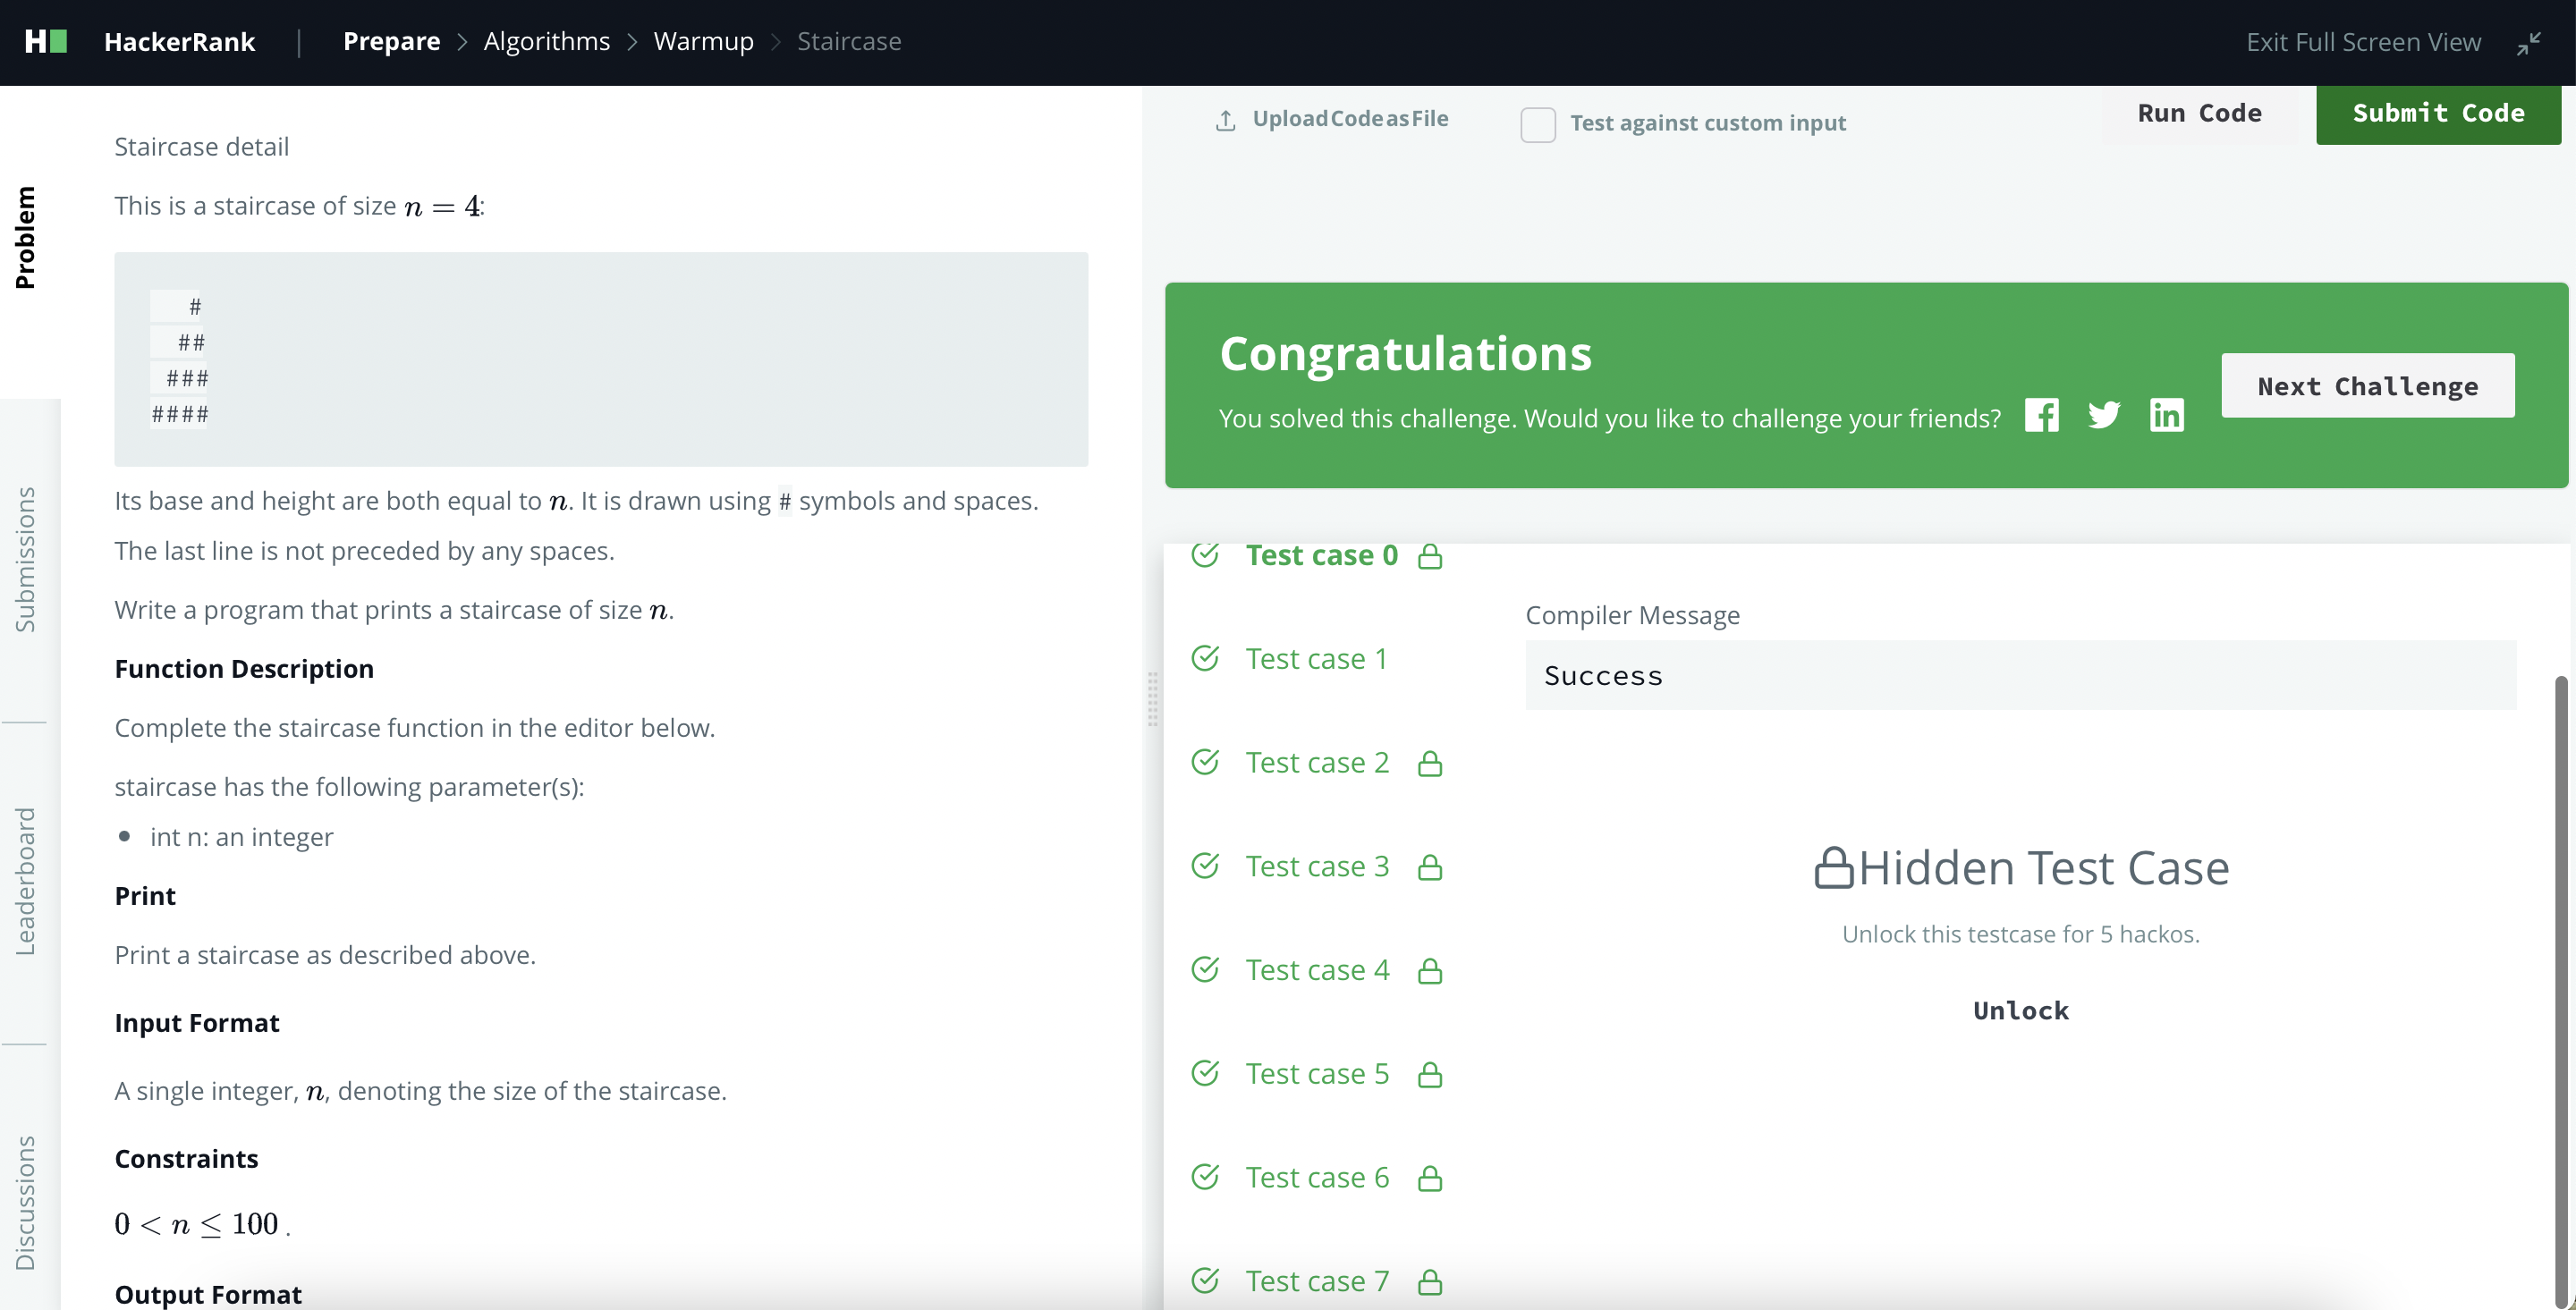 HackerRank | Prepare > Algorithms > Warmup > Staircase
Exit Full Screen View
Problem
Submissions
Leaderboard
Discussions
Staircase detail
This is a staircase of size n = 4:
   #
  ##
 ###
####
Its base and height are both equal to n. It is drawn using # symbols and spaces.
The last line is not preceded by any spaces.
Write a program that prints a staircase of size n.
Function Description
Complete the staircase function in the editor below.
staircase has the following parameter(s):
• int n: an integer
Print
Print a staircase as described above.
Input Format
A single integer, n, denoting the size of the staircase.
Constraints
0 < n ≤ 100 .
Output Format
Upload Code as File
Test against custom input
Run Code
Submit Code
Congratulations
You solved this challenge. Would you like to challenge your friends?
Next Challenge
Test case 0
Test case 1
Test case 2
Test case 3
Test case 4
Test case 5
Test case 6
Test case 7
Compiler Message
Success
Hidden Test Case
Unlock this testcase for 5 hackos.
Unlock